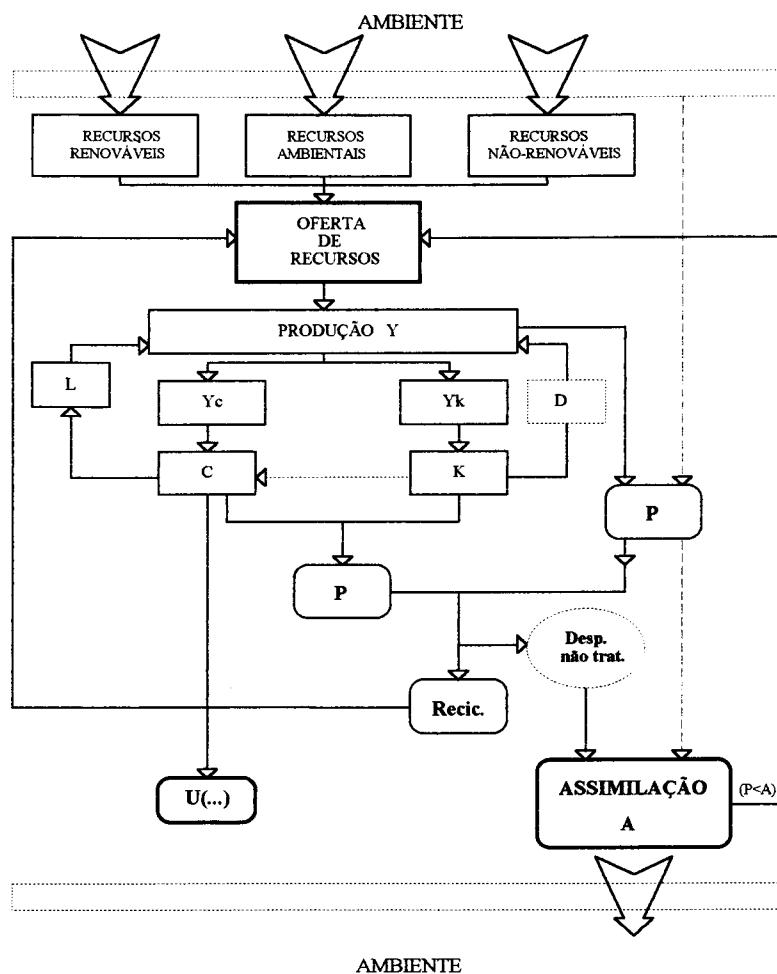 AMBIENTE
RECURSOS
RENOVÁVEIS
RECURSOS
AMBIENTAIS
RECURSOS
NÃO-RENOVÁVEIS
OFERTA
DE
RECURSOS
PRODUÇÃO Y
L
Yc
Yk
D
C
K
P
P
Desp.
não trat.
Recic.
U(...)
ASSIMILAÇÃO
A
(P<A)
AMBIENTE